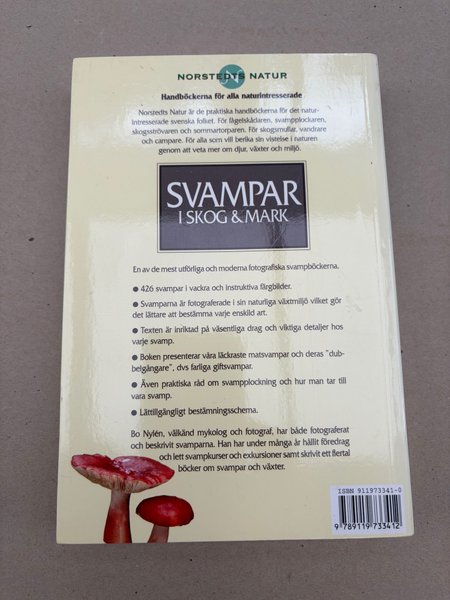 NORSTEDTS NATUR
Handböckerna för alla naturintresserade
Norstedts Natur är de praktiska handböckerna för det natur-
intresserade svenska folket. För fågelskådaren, svampplockaren,
skogsströvaren och sommartorparen. För skogsmullar, vandrare
och campare. För alla som vill berika sin vistelse i naturen
genom att veta mer om djur, växter och miljö.
SVAMPAR
I SKOG & MARK
En av de mest utförliga och moderna fotografiska svampböckerna.
● 426 svampar i vackra och instruktiva färgbilder.
● Svamparna är fotograferade i sin naturliga växtmiljö vilket gör
det lättare att bestämma varje enskild art.
● Texten är inriktad på väsentliga drag och viktiga detaljer hos
varje svamp.
● Boken presenterar våra läckraste matsvampar och deras "dub-
belgångare", dvs farliga giftsvampar.
● Även praktiska råd om svampplockning och hur man tar till
vara svamp.
● Lättillgängligt bestämningsschema.
Bo Nylén, välkänd mykolog och fotograf, har både fotograferat
och beskrivit svamparna. Han har under många år hållit föredrag
och lett svampkurser och exkursioner samt skrivit ett flertal
böcker om svampar och växter.
ISBN 911973341-0
9 789119 733412